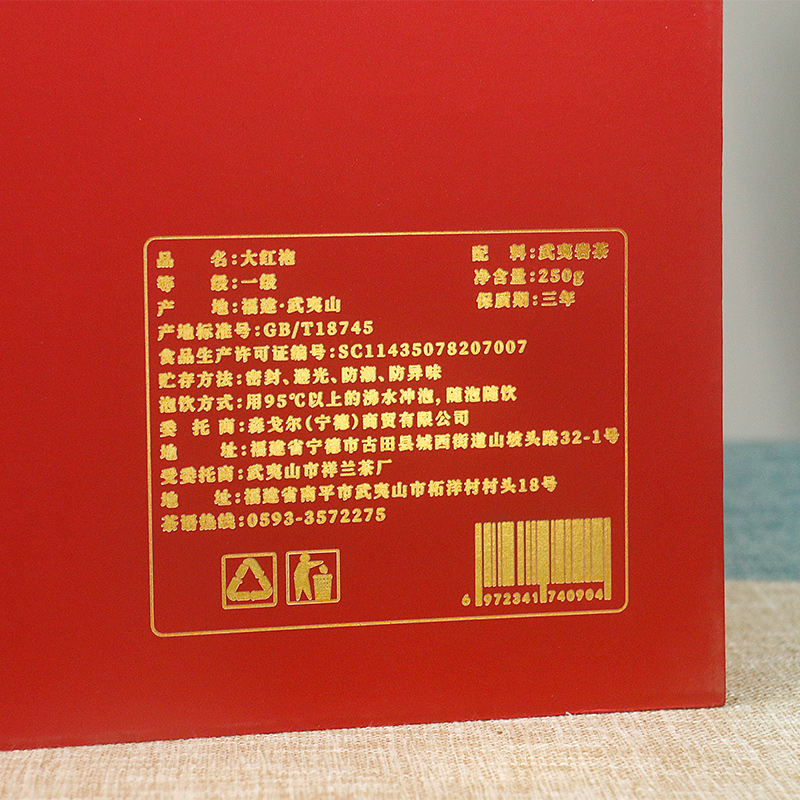 品 名:大红袍 配 料:武夷岩茶
等 级:一级 净含量:250g
产 地:福建·武夷山 保质期:三年
产地标准号:GB/T18745
食品生产许可证编号:SC11435078207007
贮存方法:密封、避光、防潮、防异味
泡饮方式:用95℃以上的沸水冲泡,随泡随饮
委 托 商:森戈尔(宁德)商贸有限公司
地 址:福建省宁德市古田县城西街道山坡头路32-1号
受委托商:武夷山市祥兰茶厂
地 址:福建省南平市武夷山市柘洋村村头18号
茶语热线:0593-3572275
6 972341 740904